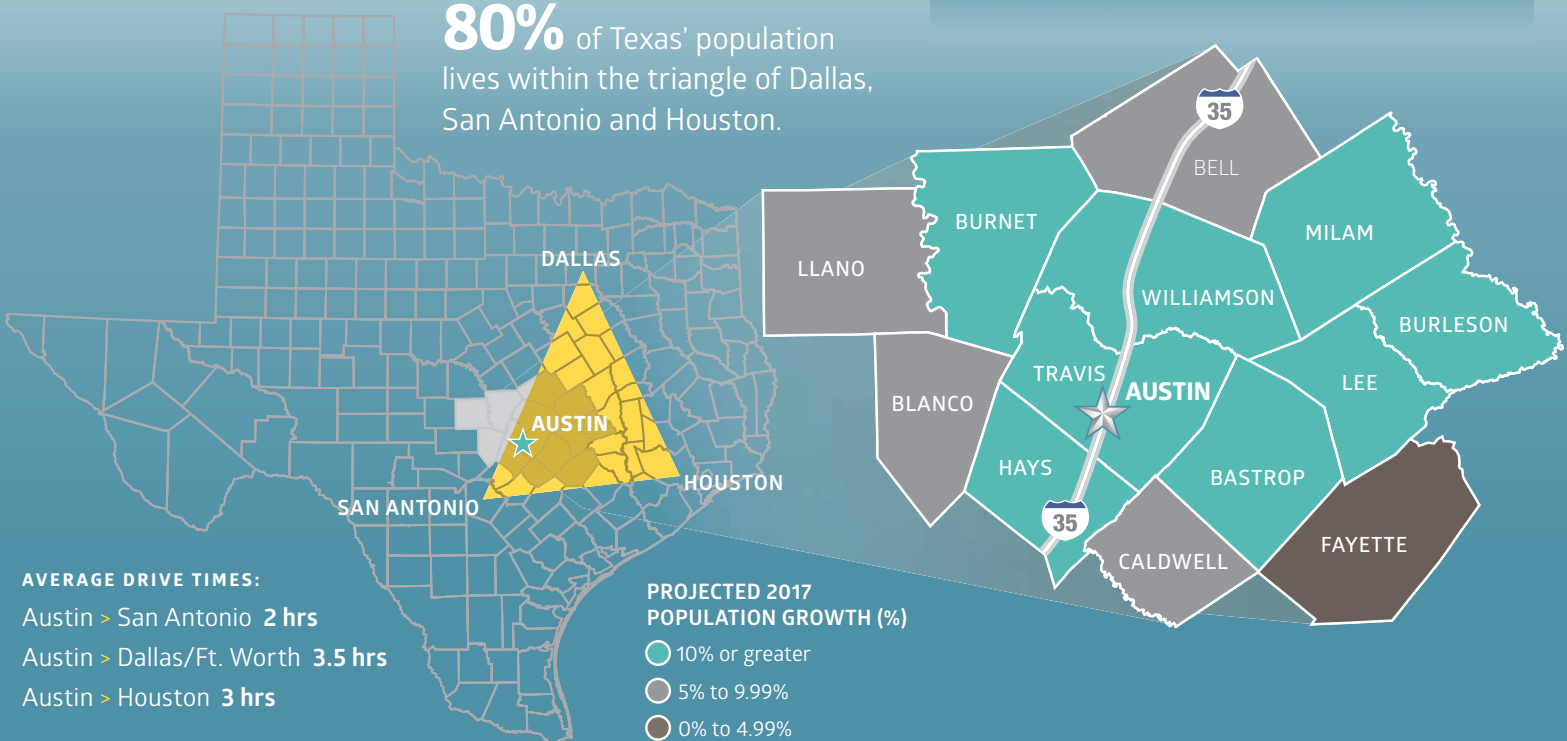 80% of Texas' population
lives within the triangle of Dallas,
San Antonio and Houston.
DALLAS
AUSTIN
HOUSTON
SAN ANTONIO
AVERAGE DRIVE TIMES:
Austin > San Antonio 2 hrs
Austin > Dallas/Ft. Worth 3.5 hrs
Austin > Houston 3 hrs
PROJECTED 2017
POPULATION GROWTH (%)
10% or greater
5% to 9.99%
0% to 4.99%
35
BELL
BURNET
MILAM
LLANO
WILLIAMSON
BURLESON
TRAVIS
AUSTIN
LEE
BLANCO
HAYS
BASTROP
35
FAYETTE
CALDWELL